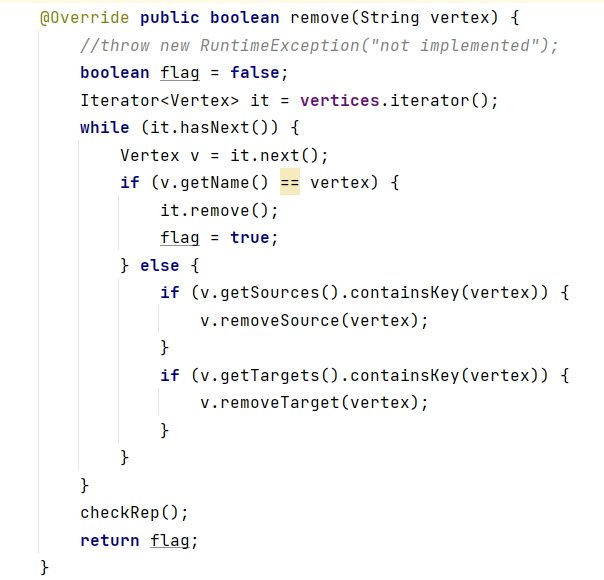 @Override public boolean remove(String vertex) {
    //throw new RuntimeException("not implemented");
    boolean flag = false;
    Iterator<Vertex> it = vertices.iterator();
    while (it.hasNext()) {
        Vertex v = it.next();
        if (v.getName() == vertex) {
            it.remove();
            flag = true;
        } else {
            if (v.getSources().containsKey(vertex)) {
                v.removeSource(vertex);
            }
            if (v.getTargets().containsKey(vertex)) {
                v.removeTarget(vertex);
            }
        }
    }
    checkRep();
    return flag;
}